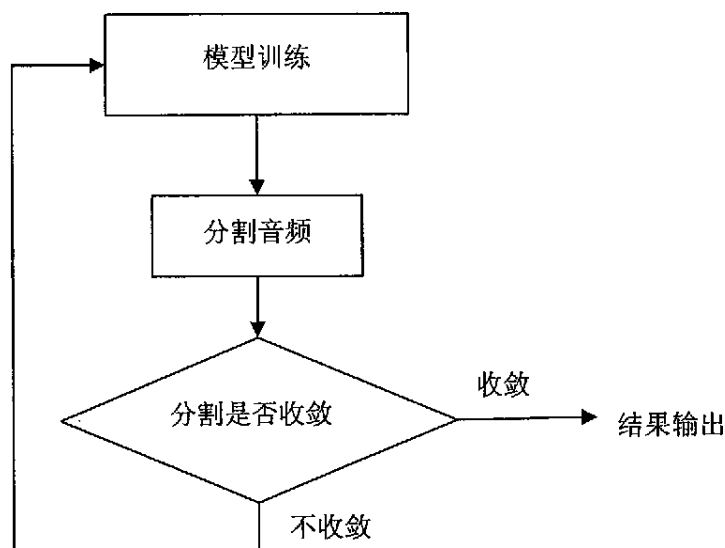 模型训练
分割音频
分割是否收敛
收敛
结果输出
不收敛